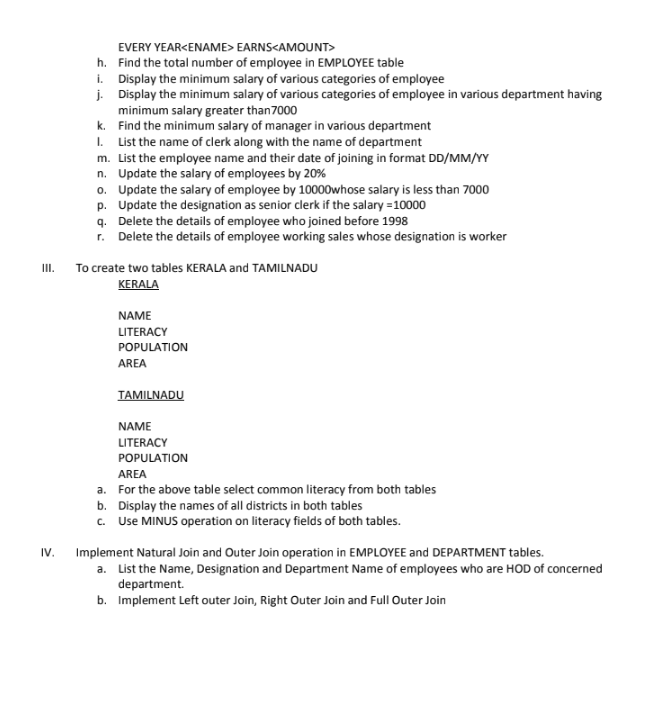 EVERY YEAR<ENAME> EARNS<AMOUNT>
h. Find the total number of employee in EMPLOYEE table
i. Display the minimum salary of various categories of employee
j. Display the minimum salary of various categories of employee in various department having
minimum salary greater than7000
k. Find the minimum salary of manager in various department
l. List the name of clerk along with the name of department
m. List the employee name and their date of joining in format DD/MM/YY
n. Update the salary of employees by 20%
o. Update the salary of employee by 10000whose salary is less than 7000
p. Update the designation as senior clerk if the salary =10000
q. Delete the details of employee who joined before 1998
r. Delete the details of employee working sales whose designation is worker
III. To create two tables KERALA and TAMILNADU
KERALA
NAME
LITERACY
POPULATION
AREA
TAMILNADU
NAME
LITERACY
POPULATION
AREA
a. For the above table select common literacy from both tables
b. Display the names of all districts in both tables
c. Use MINUS operation on literacy fields of both tables.
IV. Implement Natural Join and Outer Join operation in EMPLOYEE and DEPARTMENT tables.
a. List the Name, Designation and Department Name of employees who are HOD of concerned
department.
b. Implement Left outer Join, Right Outer Join and Full Outer Join